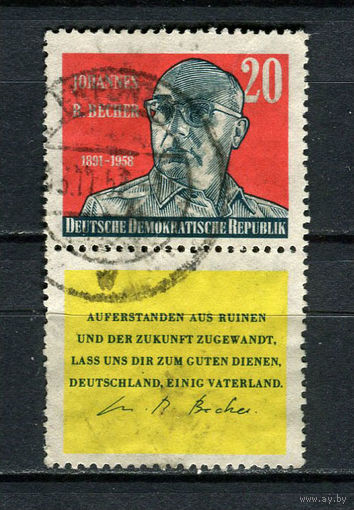 JOHANNES
R. BECHER
20
1891-1958
DEUTSCHE DEMOKRATISCHE REPUBLIK
AUFERSTANDEN AUS RUINEN
UND DER ZUKUNFT ZUGEWANDT,
LASS UNS DIR ZUM GUTEN DIENEN,
DEUTSCHLAND, EINIG VATERLAND.
Becher.
www.ay.by